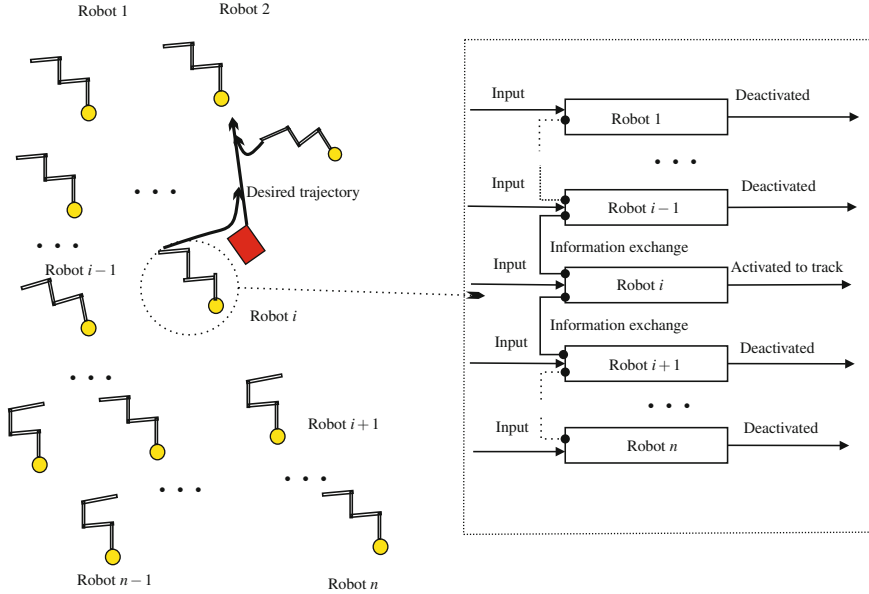 Robot 1
Robot 2
Desired trajectory
Robot i − 1
Robot i
Robot i + 1
Robot n − 1
Robot n
Input
Robot 1
Deactivated
Input
Robot i − 1
Deactivated
Information exchange
Input
Robot i
Activated to track
Information exchange
Input
Robot i + 1
Deactivated
Input
Robot n
Deactivated